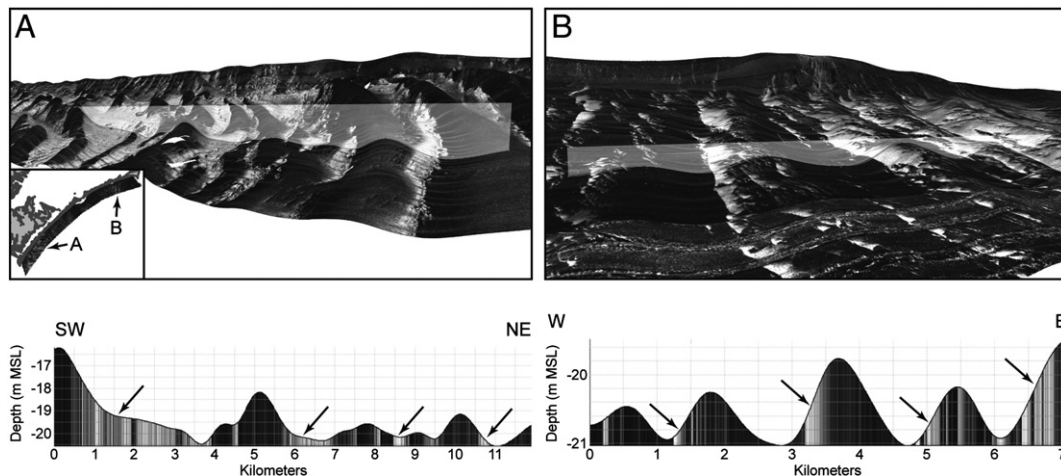 A
B
A
B
SW
NE
W
E
Depth (m MSL)
-17
-18
-19
-20
0 1 2 3 4 5 6 7 8 9 10 11
Kilometers
Depth (m MSL)
-20
-21
0 1 2 3 4 5 6
Kilometers